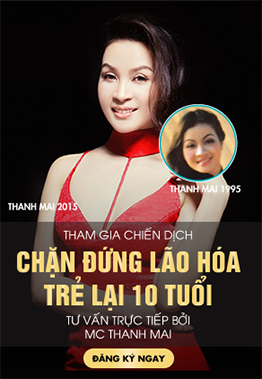 THANH MAI 1995
THANH MAI 2015
THAM GIA CHIẾN DỊCH
CHẶN ĐỨNG LÃO HÓA
TRẺ LẠI 10 TUỔI
TƯ VẤN TRỰC TIẾP BỞI
MC THANH MAI
ĐĂNG KÝ NGAY